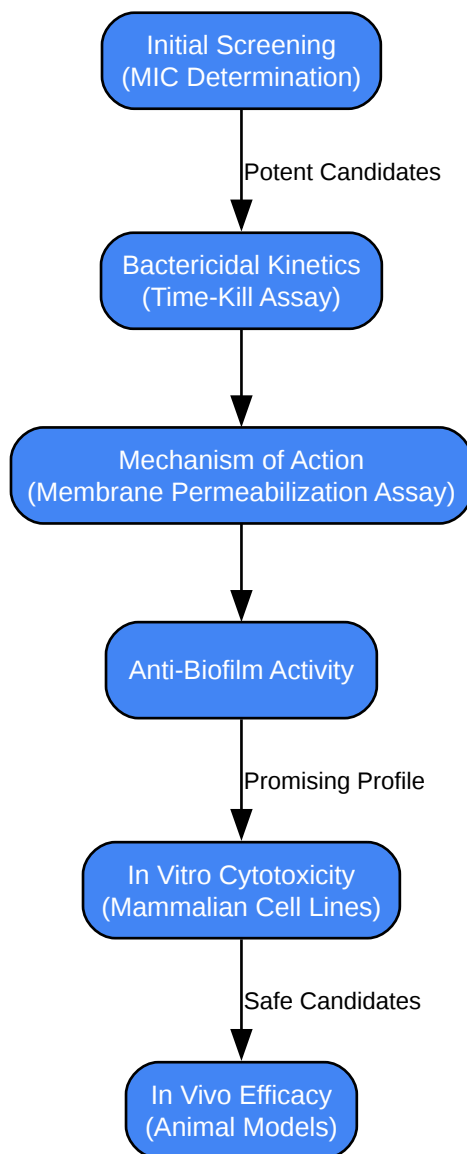 Initial Screening
(MIC Determination)
Potent Candidates
Bactericidal Kinetics
(Time-Kill Assay)
Mechanism of Action
(Membrane Permeabilization Assay)
Anti-Biofilm Activity
Promising Profile
In Vitro Cytotoxicity
(Mammalian Cell Lines)
Safe Candidates
In Vivo Efficacy
(Animal Models)